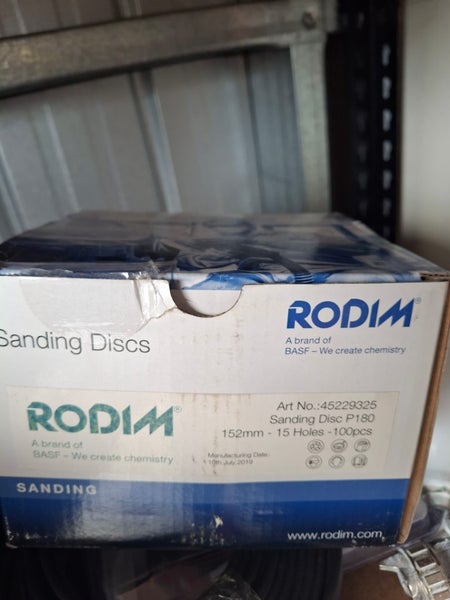 RODIM®
A brand of
BASF – We create chemistry
Sanding Discs
RODIM®
A brand of
BASF – We create chemistry
Art No.:45229325
Sanding Disc P180
152mm - 15 Holes -100pcs
Manufacturing Date:
10th July 2019
SANDING
www.rodim.com